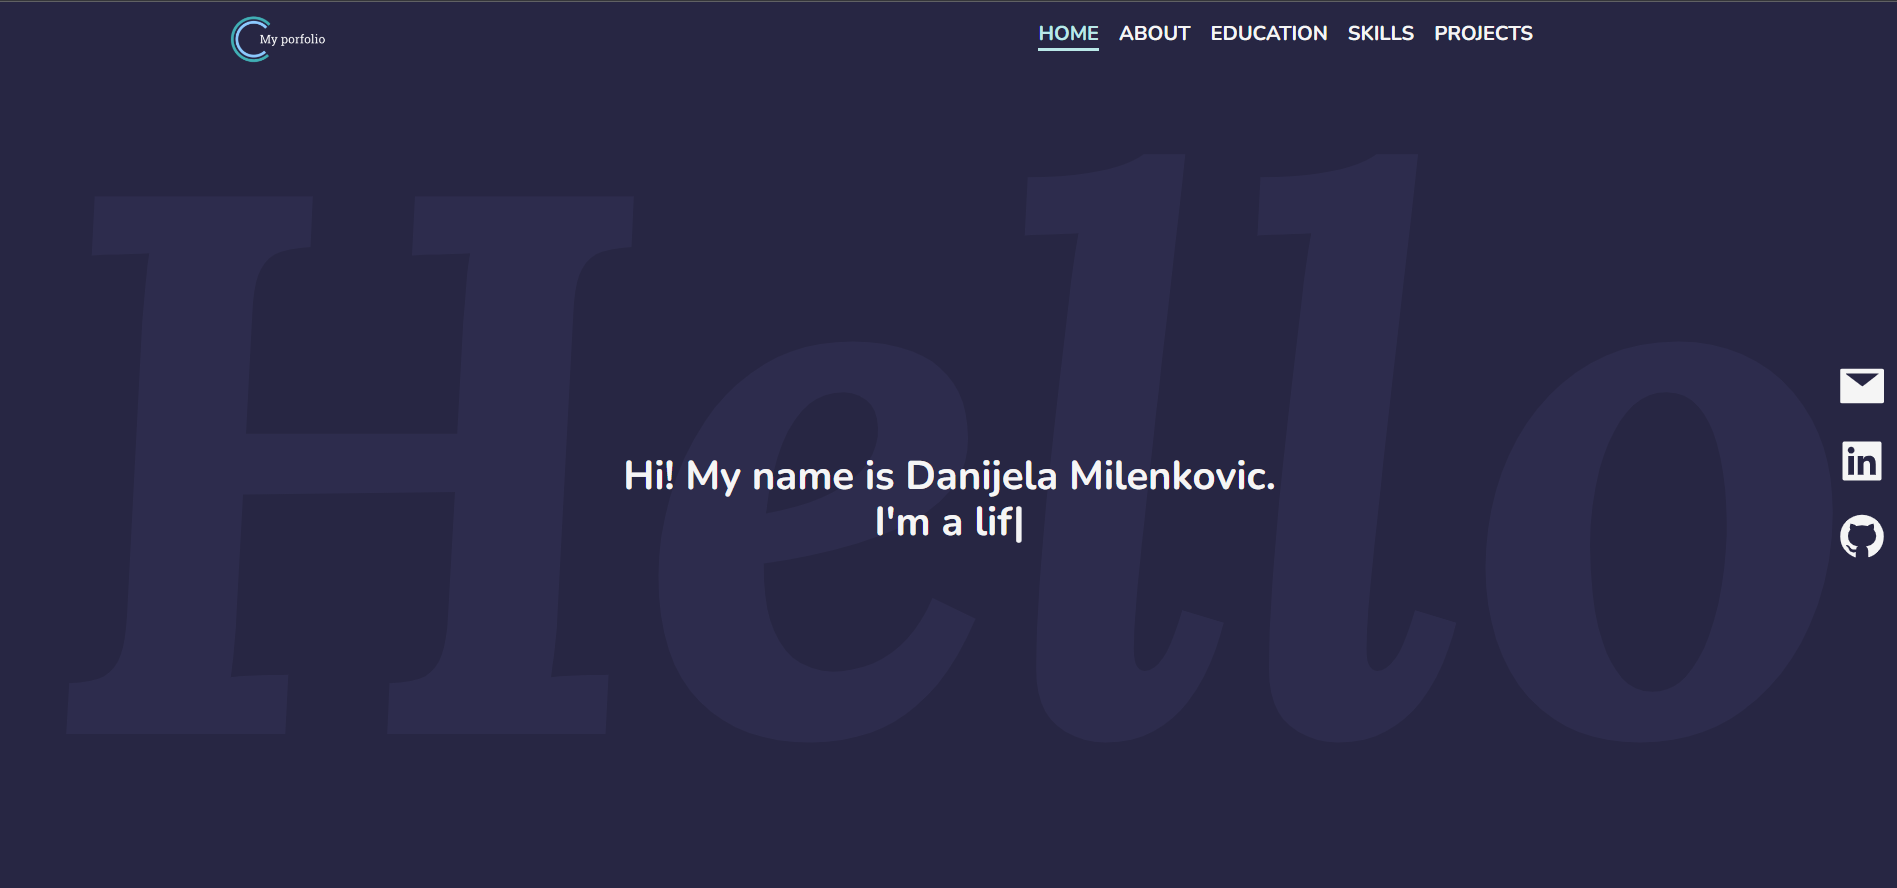 My porfolio
HOME ABOUT EDUCATION SKILLS PROJECTS
Hello
Hi! My name is Danijela Milenkovic.
I'm a lif|
in